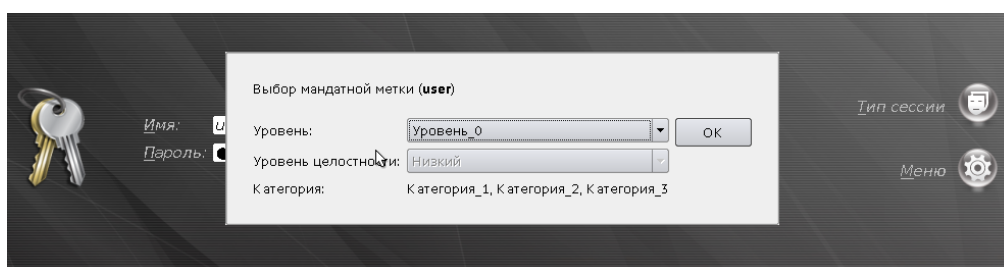 Выбор мандатной метки (user)
Имя: u
Уровень: Уровень_0 OK
Пароль:
Уровень целостности: Низкий
Категория: Категория_1, Категория_2, Категория_3
Тип сессии
Меню